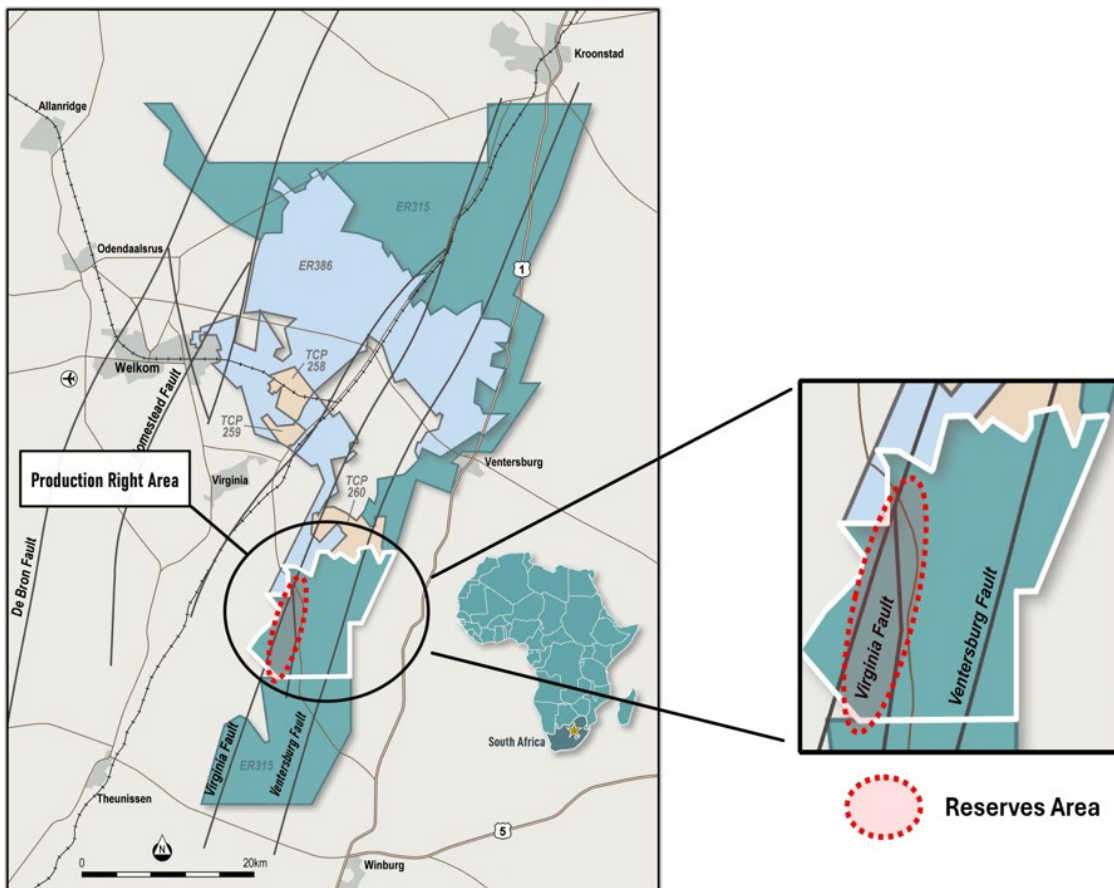 Kroonstad
Allanridge
ER315
Odendaalsrus
ER386
1
TCP
258
Welkom
Homestead Fault
TCP
259
Ventersburg
Production Right Area
Virginia
TCP
260
De Bron Fault
South Africa
Virginia Fault
Ventersburg Fault
ER315
Theunissen
5
N
0
20km
Winburg
Virginia Fault
Ventersburg Fault
Reserves Area